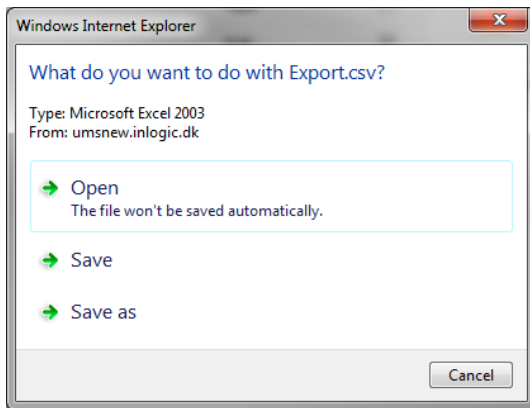 Windows Internet Explorer
What do you want to do with Export.csv?
Type: Microsoft Excel 2003
From: umsnew.inlogic.dk
Open
The file won't be saved automatically.
Save
Save as
Cancel